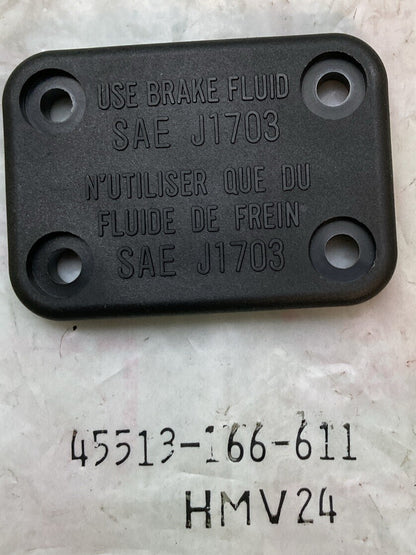 USE BRAKE FLUID
SAE J1703
N'UTILISER QUE DU
FLUIDE DE FREIN
SAE J1703
45513-166-611
HMV24